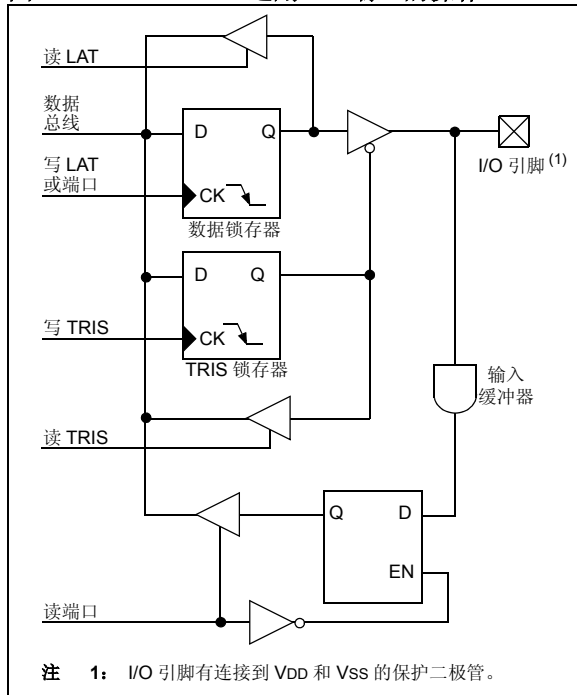 读 LAT
数据
总线
D Q
写 LAT
或端口
CK
数据锁存器
I/O 引脚 (1)
D Q
写 TRIS
CK
TRIS 锁存器
输入
缓冲器
读 TRIS
Q D
EN
读端口
注 1: I/O 引脚有连接到 VDD 和 VSS 的保护二极管。